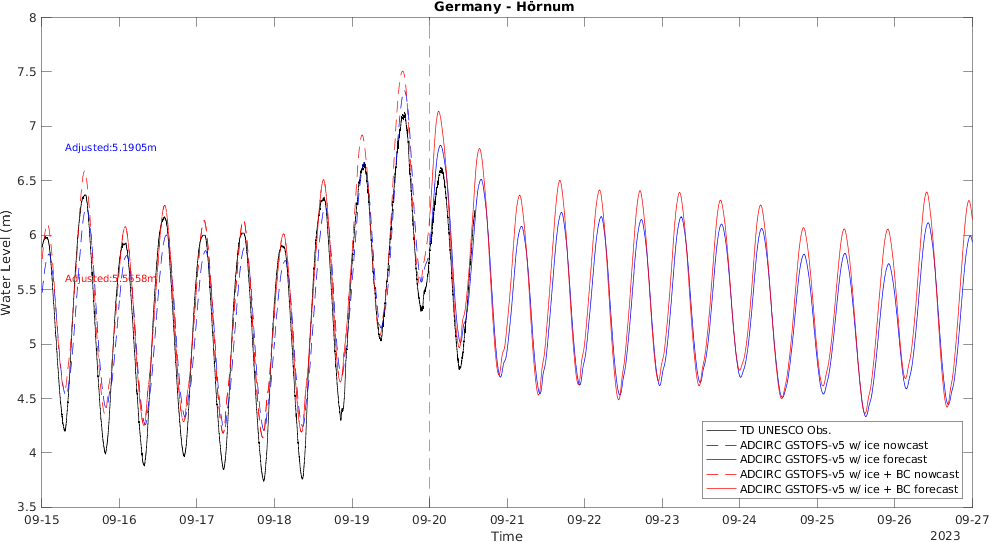 Germany - Hörnum
8
7.5
7
6.5
6
5.5
5
4.5
4
3.5
Water Level (m)
Adjusted:5.1905m
Adjusted:5.5658m
TD UNESCO Obs.
ADCIRC GSTOFS-v5 w/ ice nowcast
ADCIRC GSTOFS-v5 w/ ice forecast
ADCIRC GSTOFS-v5 w/ ice + BC nowcast
ADCIRC GSTOFS-v5 w/ ice + BC forecast
09-15 09-16 09-17 09-18 09-19 09-20 09-21 09-22 09-23 09-24 09-25 09-26 09-27
Time
2023